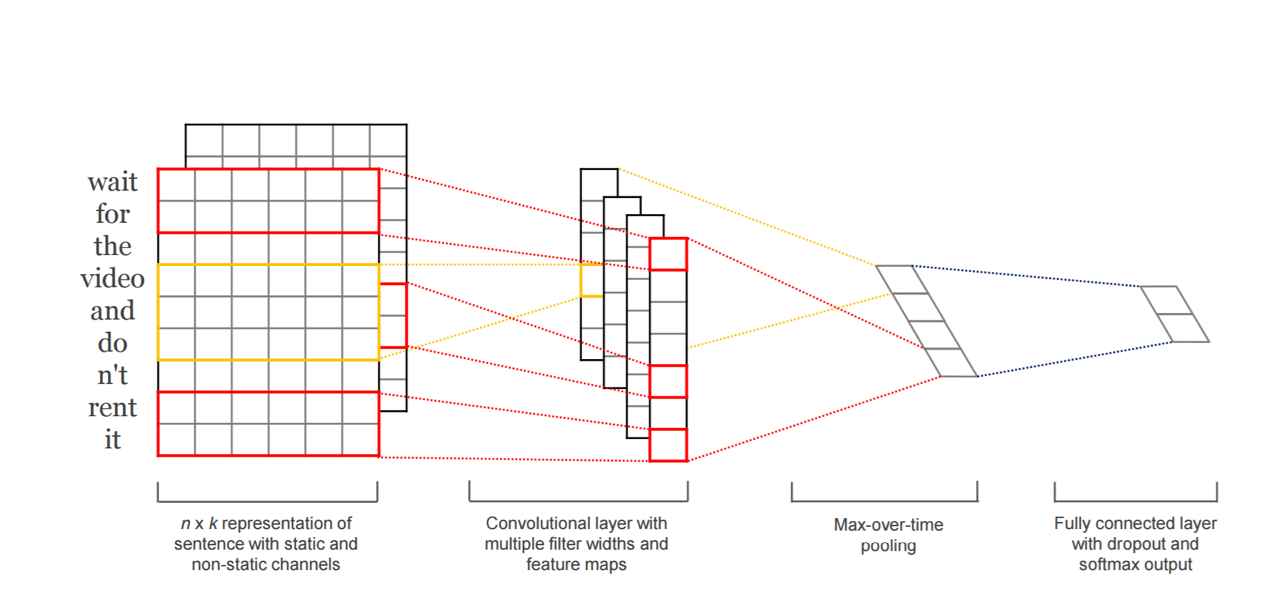 wait
for
the
video
and
do
n't
rent
it
n x k representation of
sentence with static and
non-static channels
Convolutional layer with
multiple filter widths and
feature maps
Max-over-time
pooling
Fully connected layer
with dropout and
softmax output